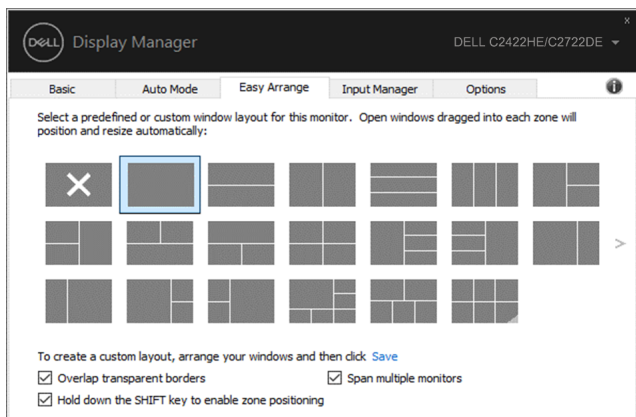 x
DELL Display Manager
DELL C2422HE/C2722DE
Basic
Auto Mode
Easy Arrange
Input Manager
Options
i
Select a predefined or custom window layout for this monitor. Open windows dragged into each zone will
position and resize automatically:
>
To create a custom layout, arrange your windows and then click Save
Overlap transparent borders
Span multiple monitors
Hold down the SHIFT key to enable zone positioning